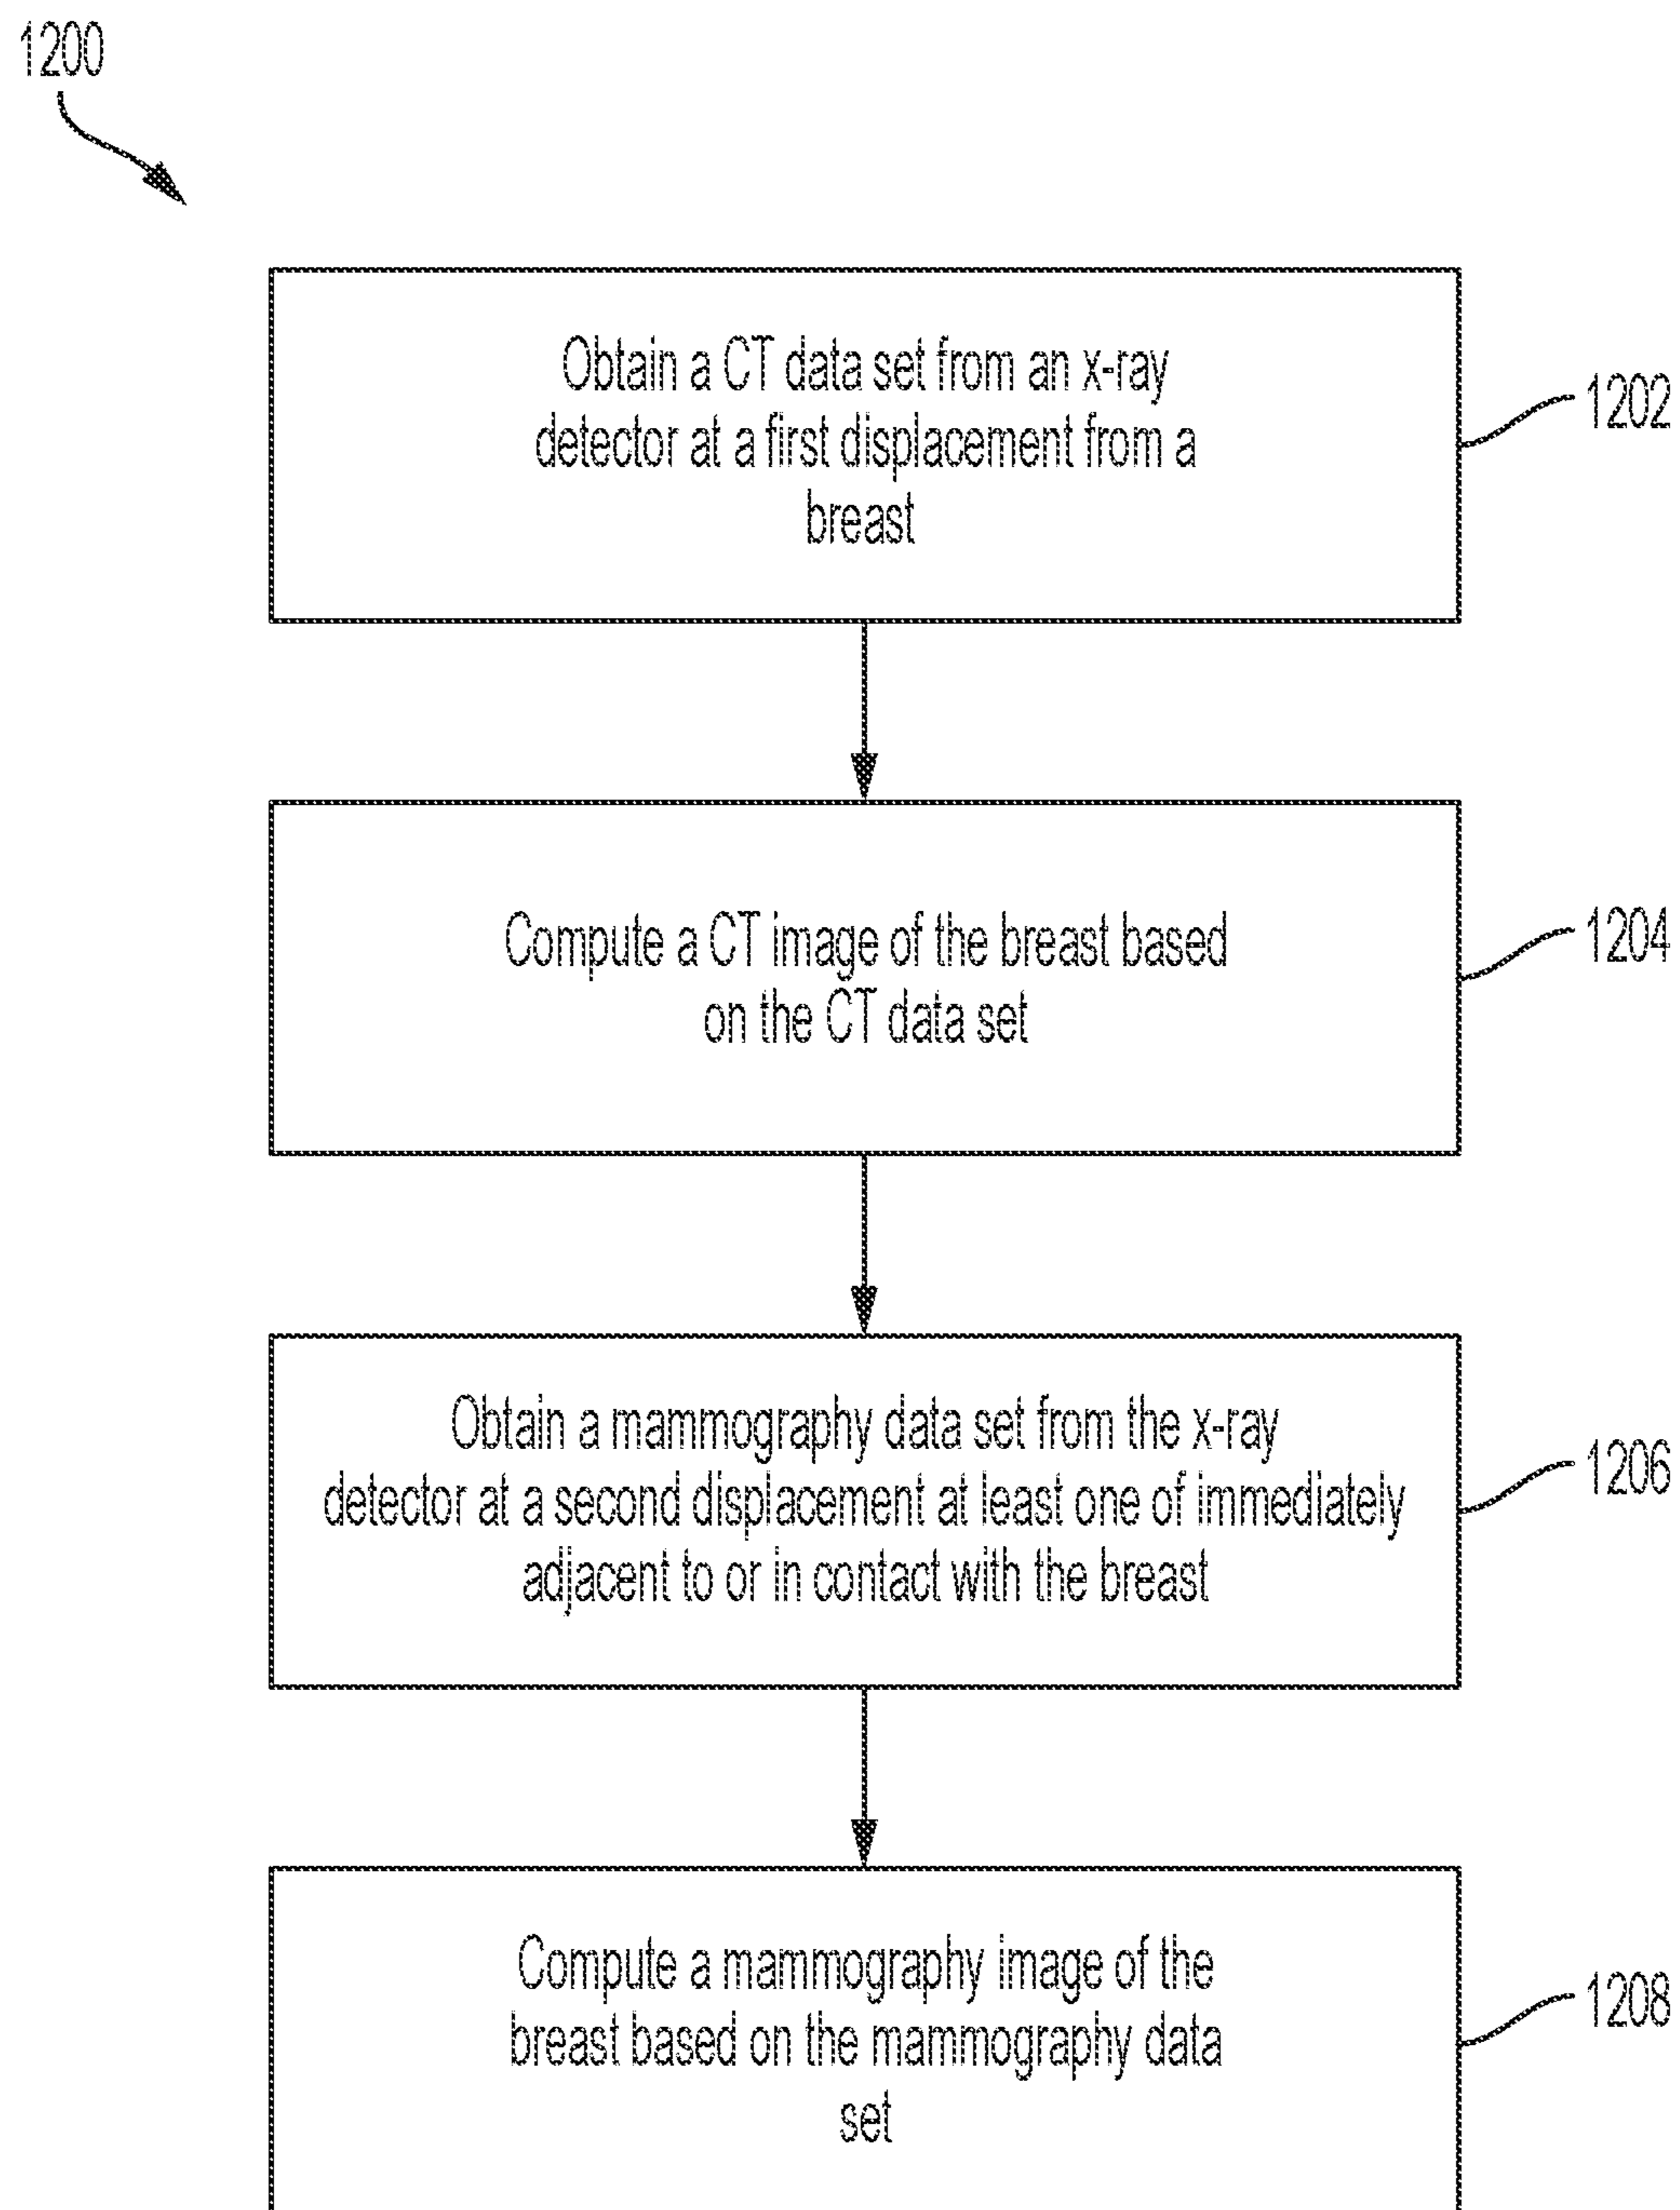 1200
Obtain a CT data set from an x-ray
detector at a first displacement from a
breast
1202
Compute a CT image of the breast based
on the CT data set
1204
Obtain a mammography data set from the x-ray
detector at a second displacement at least one of immediately
adjacent to or in contact with the breast
1206
Compute a mammography image of the
breast based on the mammography data
set
1208